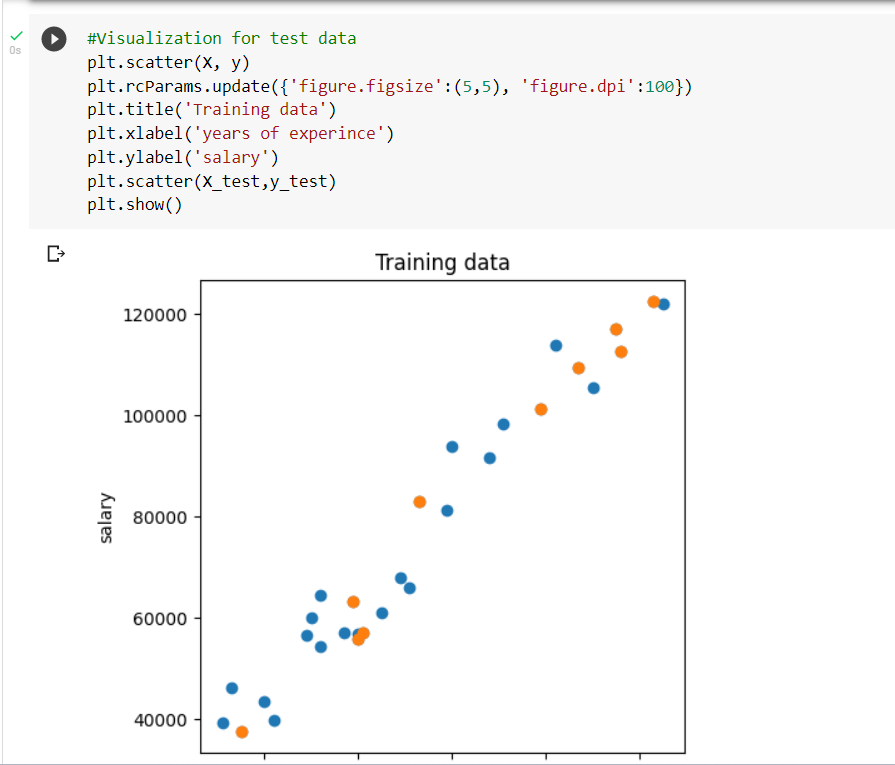 0s
#Visualization for test data
plt.scatter(X, y)
plt.rcParams.update({'figure.figsize':(5,5), 'figure.dpi':100})
plt.title('Training data')
plt.xlabel('years of experince')
plt.ylabel('salary')
plt.scatter(X_test,y_test)
plt.show()
Training data
120000
100000
80000
60000
40000
salary